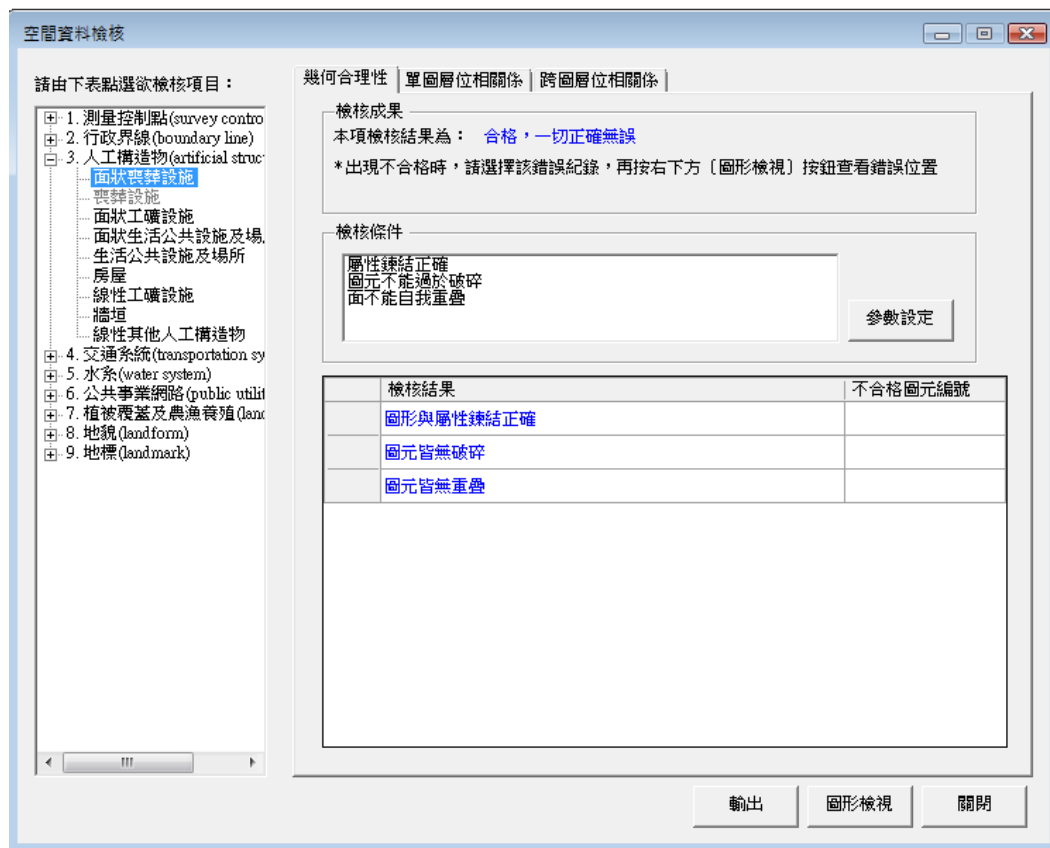 空間資料檢核
請由下表點選欲檢核項目：
1. 測量控制點(survey contro
2. 行政界線(boundary line)
3. 人工構造物(artificial struc
面狀喪葬設施
喪葬設施
面狀工礦設施
面狀生活公共設施及場
生活公共設施及場所
房屋
線性工礦設施
牆垣
線性其他人工構造物
4. 交通系統(transportation sy
5. 水系(water system)
6. 公共事業網路(public utilit
7. 植被覆蓋及農漁養殖(land
8. 地貌(landform)
9. 地標(landmark)
幾何合理性 單圖層位相關係 跨圖層位相關係
檢核成果
本項檢核結果為： 合格，一切正確無誤
*出現不合格時，請選擇該錯誤紀錄，再按右下方〔圖形檢視〕按鈕查看錯誤位置
檢核條件
屬性鍊結正確
圖元不能過於破碎
面不能自我重疊
參數設定
檢核結果 不合格圖元編號
圖形與屬性鍊結正確
圖元皆無破碎
圖元皆無重疊
輸出 圖形檢視 關閉